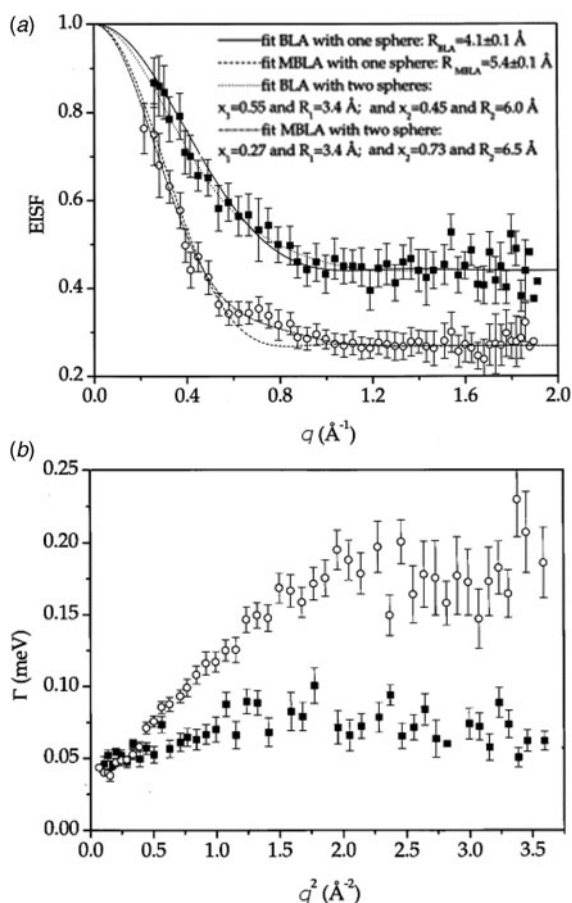 (a)
1.0
0.8
0.6
0.4
0.2
EISF
fit BLA with one sphere: R_BLA=4.1±0.1 Å
fit MBLA with one sphere: R_MBLA=5.4±0.1 Å
fit BLA with two spheres:
x₁=0.55 and R₁=3.4 Å; and x₂=0.45 and R₂=6.0 Å
fit MBLA with two sphere:
x₁=0.27 and R₁=3.4 Å; and x₂=0.73 and R₂=6.5 Å
0.0 0.4 0.8 1.2 1.6 2.0
q (Å⁻¹)
(b)
0.25
0.20
0.15
0.10
0.05
0.00
Γ (meV)
0.0 0.5 1.0 1.5 2.0 2.5 3.0 3.5
q² (Å⁻²)